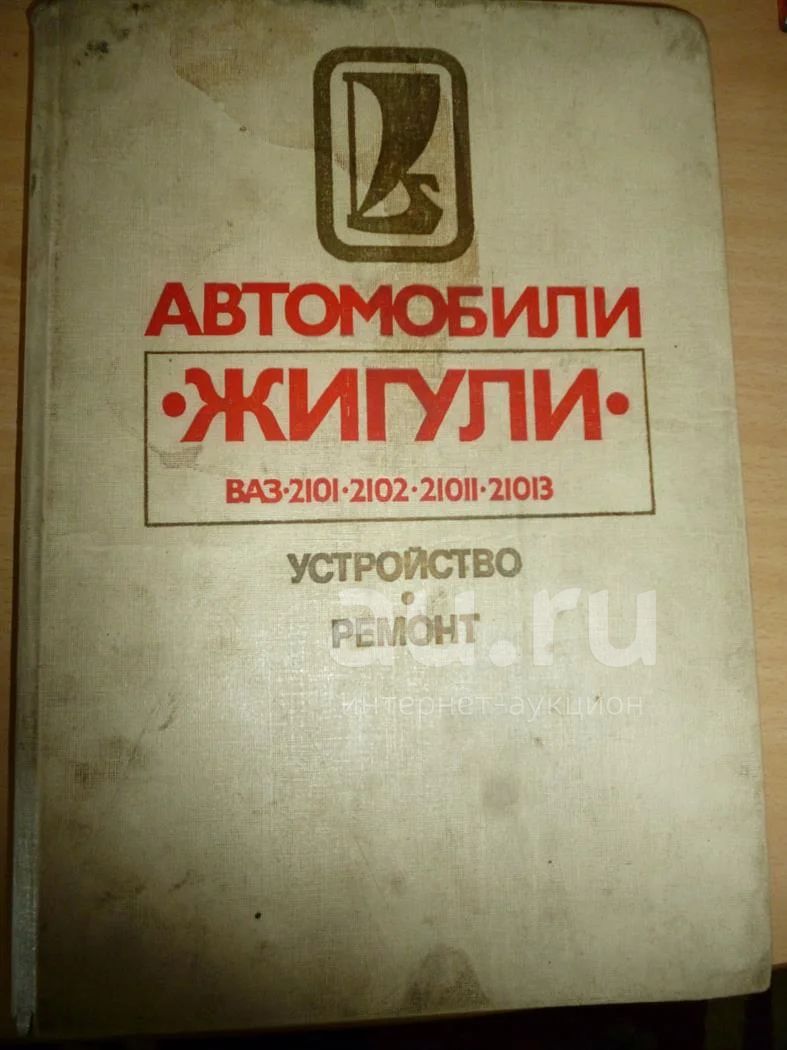 АВТОМОБИЛИ
·ЖИГУЛИ·
ВАЗ·2101·2102·21011·21013
УСТРОЙСТВО
·
РЕМОНТ
au.ru
интернет-аукцион